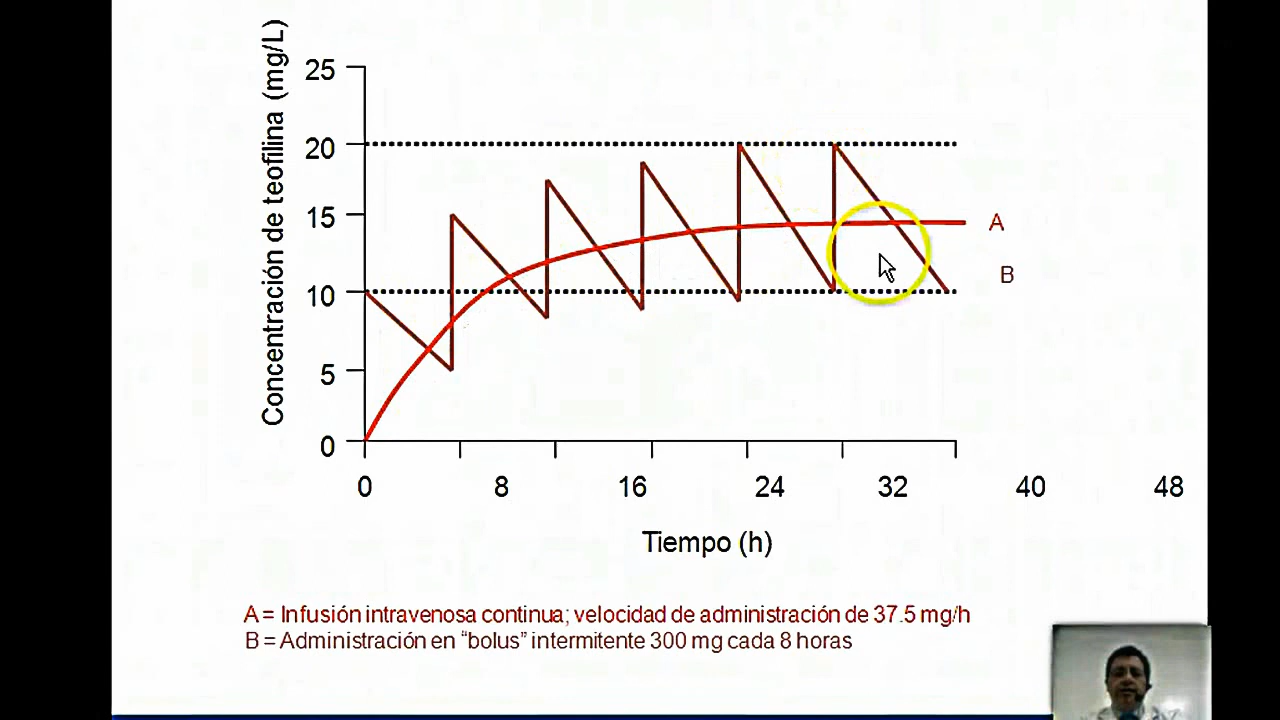 Concentración de teofilina (mg/L)
25
20
15
10
5
0
A
B
0 8 16 24 32 40 48
Tiempo (h)
A = Infusión intravenosa continua; velocidad de administración de 37.5 mg/h
B = Administración en “bolus” intermitente 300 mg cada 8 horas